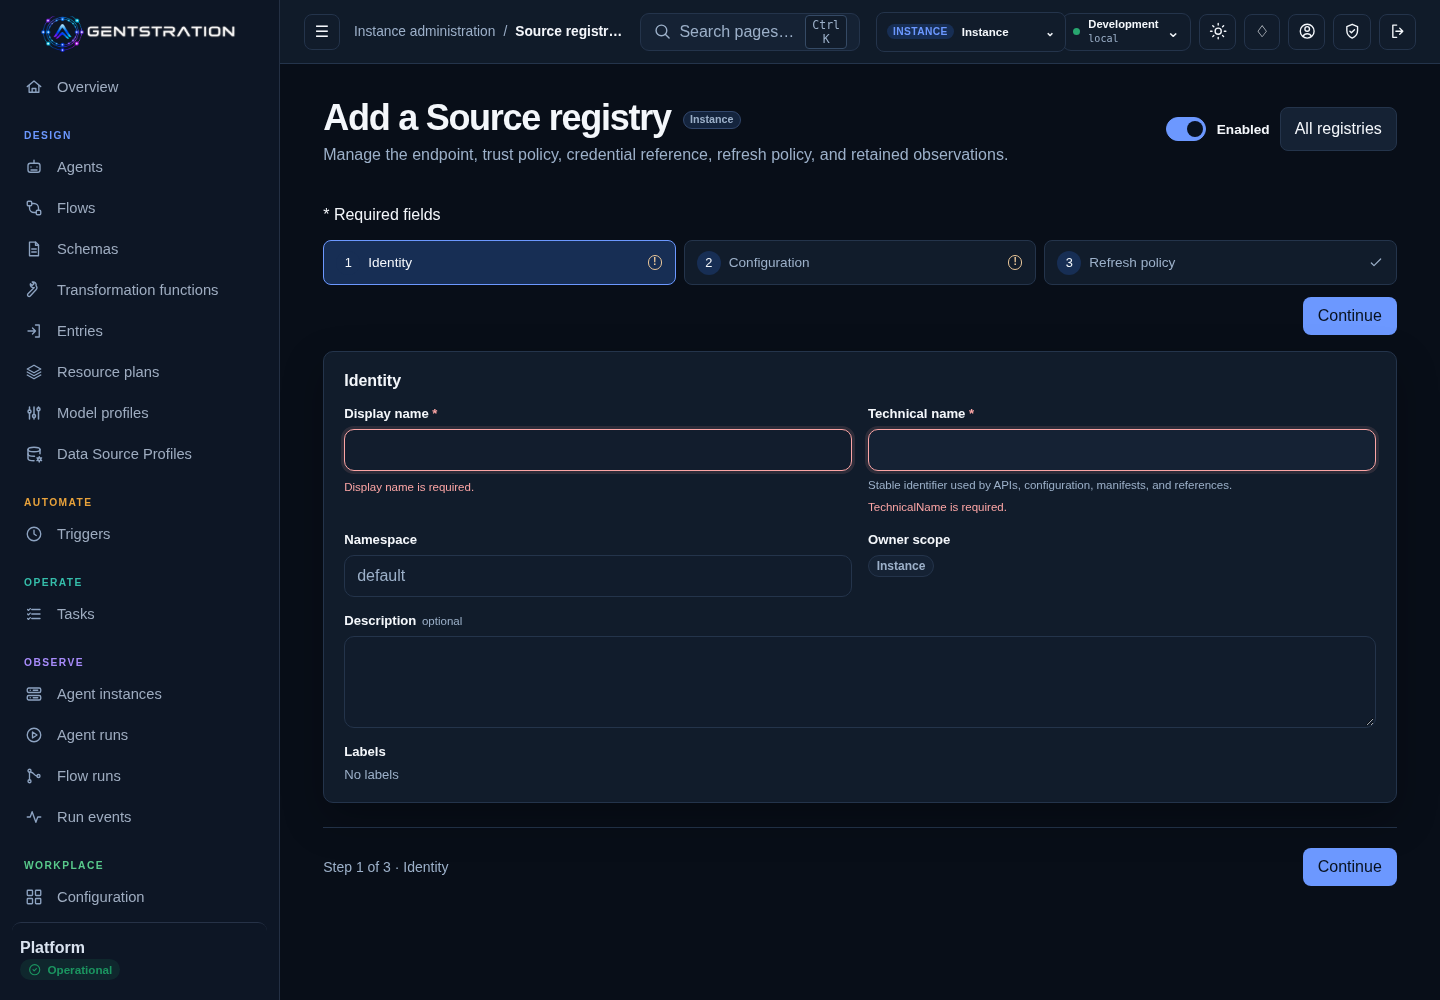 GENTSTRATION
Overview
DESIGN
Agents
Flows
Schemas
Transformation functions
Entries
Resource plans
Model profiles
Data Source Profiles
AUTOMATE
Triggers
OPERATE
Tasks
OBSERVE
Agent instances
Agent runs
Flow runs
Run events
WORKPLACE
Configuration
Platform
Operational
Instance administration / Source registr…
Search pages… Ctrl K
INSTANCE Instance
Development
local
Add a Source registry Instance
Manage the endpoint, trust policy, credential reference, refresh policy, and retained observations.
Enabled
All registries
* Required fields
1 Identity
2 Configuration
3 Refresh policy
Continue
Identity
Display name *
Display name is required.
Technical name *
Stable identifier used by APIs, configuration, manifests, and references.
TechnicalName is required.
Namespace
default
Owner scope
Instance
Description optional
Labels
No labels
Step 1 of 3 · Identity
Continue